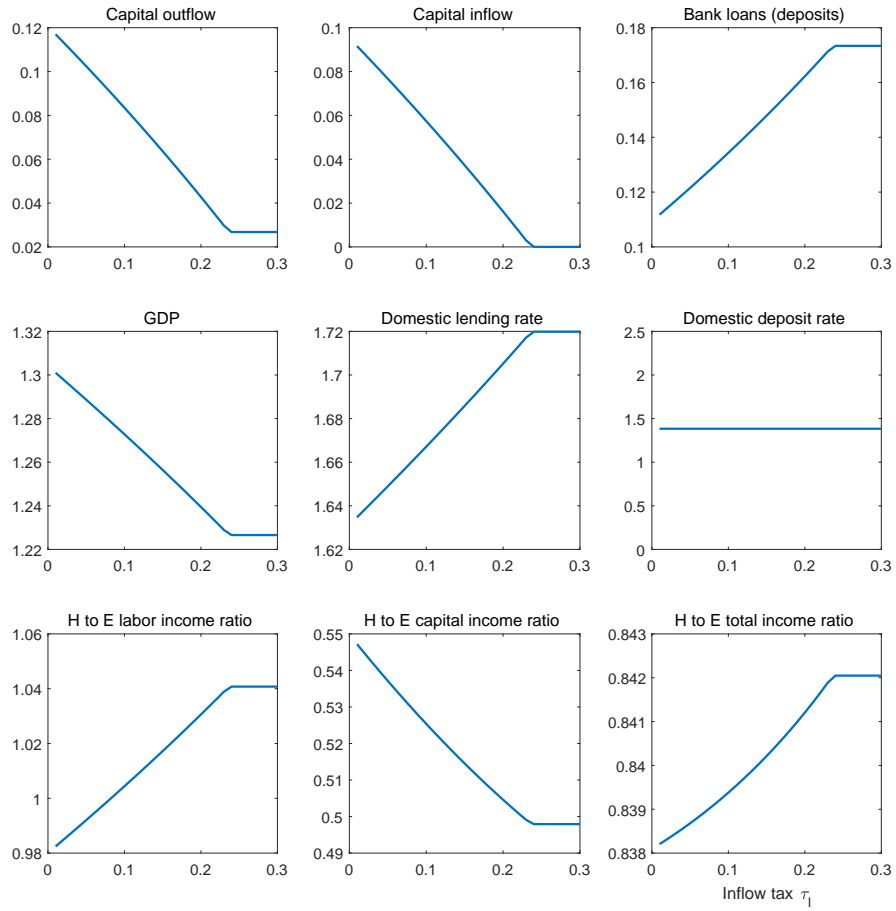 Capital outflow
0.12
0.1
0.08
0.06
0.04
0.02
0 0.1 0.2 0.3
Capital inflow
0.1
0.08
0.06
0.04
0.02
0
0 0.1 0.2 0.3
Bank loans (deposits)
0.18
0.16
0.14
0.12
0.1
0 0.1 0.2 0.3
GDP
1.32
1.3
1.28
1.26
1.24
1.22
0 0.1 0.2 0.3
Domestic lending rate
1.72
1.7
1.68
1.66
1.64
1.62
0 0.1 0.2 0.3
Domestic deposit rate
2.5
2
1.5
1
0.5
0
0 0.1 0.2 0.3
H to E labor income ratio
1.06
1.04
1.02
1
0.98
0 0.1 0.2 0.3
H to E capital income ratio
0.55
0.54
0.53
0.52
0.51
0.5
0.49
0 0.1 0.2 0.3
H to E total income ratio
0.843
0.842
0.841
0.84
0.839
0.838
0 0.1 0.2 0.3
Inflow tax τ_l